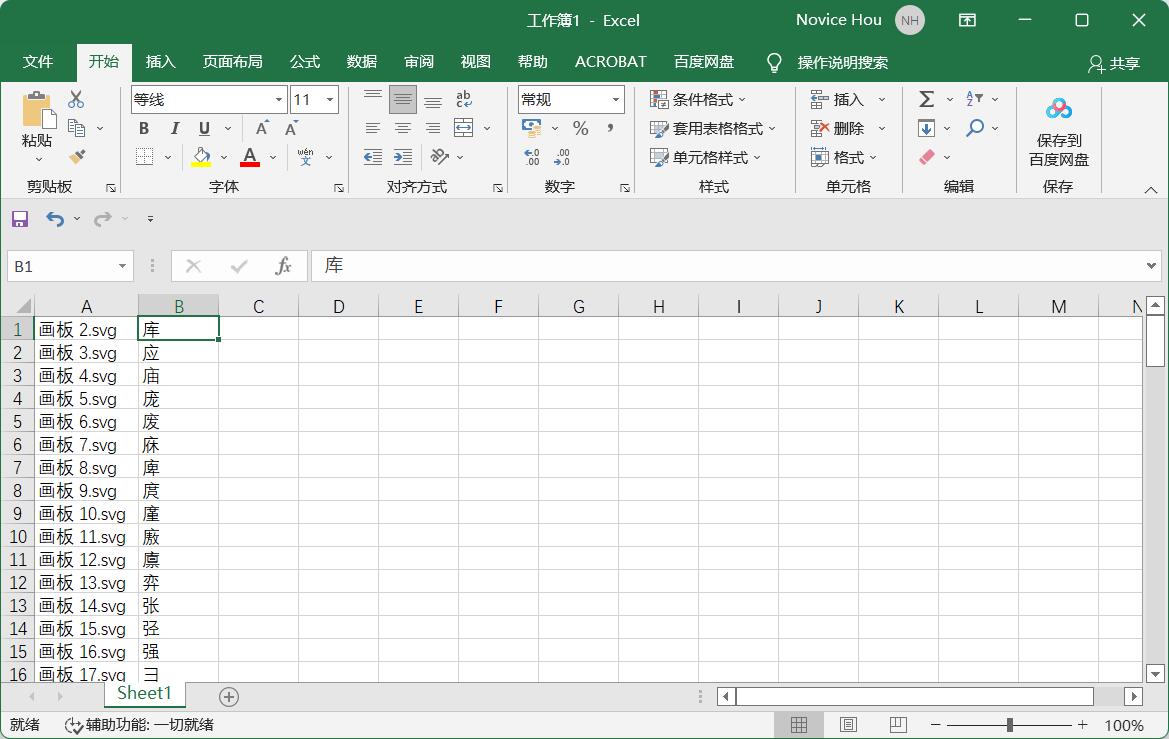 工作簿1 - Excel
Novice Hou NH
文件 开始 插入 页面布局 公式 数据 审阅 视图 帮助 ACROBAT 百度网盘 操作说明搜索 共享
粘贴
剪贴板
等线 11
B I U A A
A wén 文
字体
ab
对齐方式
常规
% ,
.00 .0
数字
条件格式
套用表格格式
单元格样式
样式
插入
删除
格式
单元格
Σ
编辑
保存到
百度网盘
保存
B1 fx 库
A B C D E F G H I J K L M N
1 画板 2.svg 库
2 画板 3.svg 应
3 画板 4.svg 庙
4 画板 5.svg 庞
5 画板 6.svg 废
6 画板 7.svg 庥
7 画板 8.svg
8 画板 9.svg
9 画板 10.svg
10 画板 11.svg
11 画板 12.svg
12 画板 13.svg 弈
13 画板 14.svg 张
14 画板 15.svg 弪
15 画板 16.svg 强
16 画板 17.svg
Sheet1
就绪 辅助功能: 一切就绪 100%